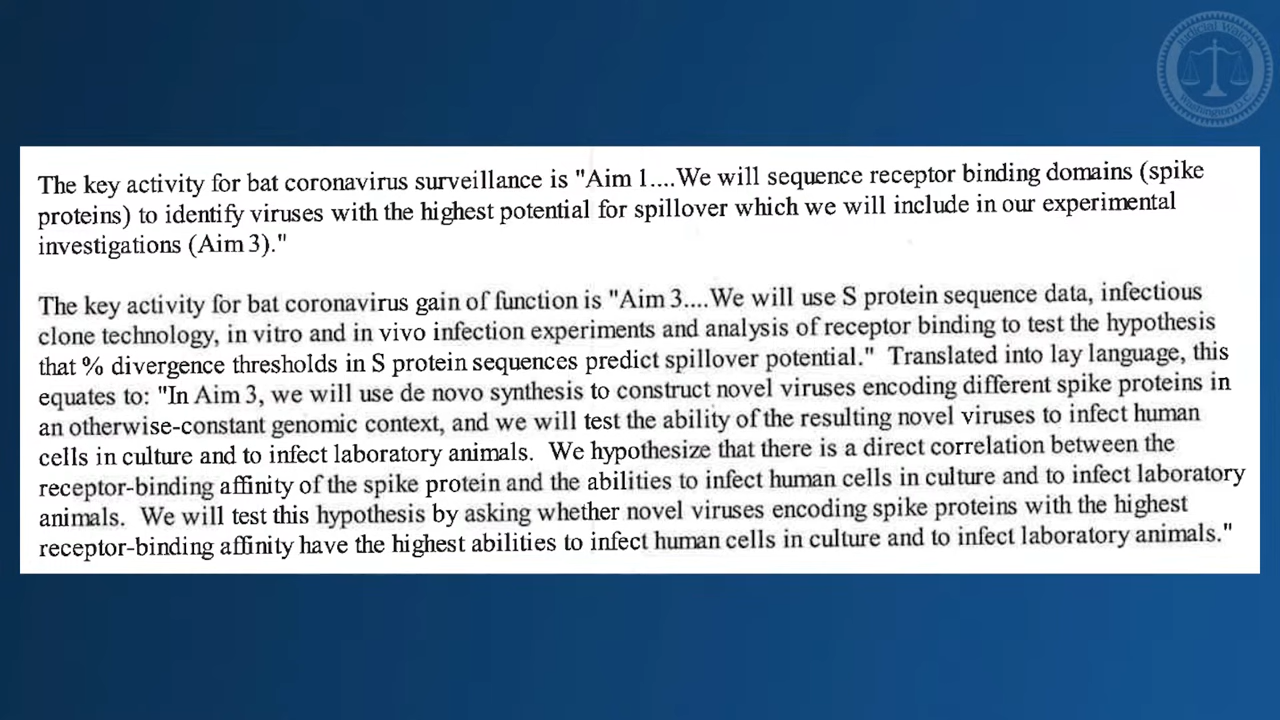 Judicial Watch
Washington D.C.
The key activity for bat coronavirus surveillance is "Aim 1....We will sequence receptor binding domains (spike
proteins) to identify viruses with the highest potential for spillover which we will include in our experimental
investigations (Aim 3)."
The key activity for bat coronavirus gain of function is "Aim 3....We will use S protein sequence data, infectious
clone technology, in vitro and in vivo infection experiments and analysis of receptor binding to test the hypothesis
that % divergence thresholds in S protein sequences predict spillover potential." Translated into lay language, this
equates to: "In Aim 3, we will use de novo synthesis to construct novel viruses encoding different spike proteins in
an otherwise-constant genomic context, and we will test the ability of the resulting novel viruses to infect human
cells in culture and to infect laboratory animals. We hypothesize that there is a direct correlation between the
receptor-binding affinity of the spike protein and the abilities to infect human cells in culture and to infect laboratory
animals. We will test this hypothesis by asking whether novel viruses encoding spike proteins with the highest
receptor-binding affinity have the highest abilities to infect human cells in culture and to infect laboratory animals."